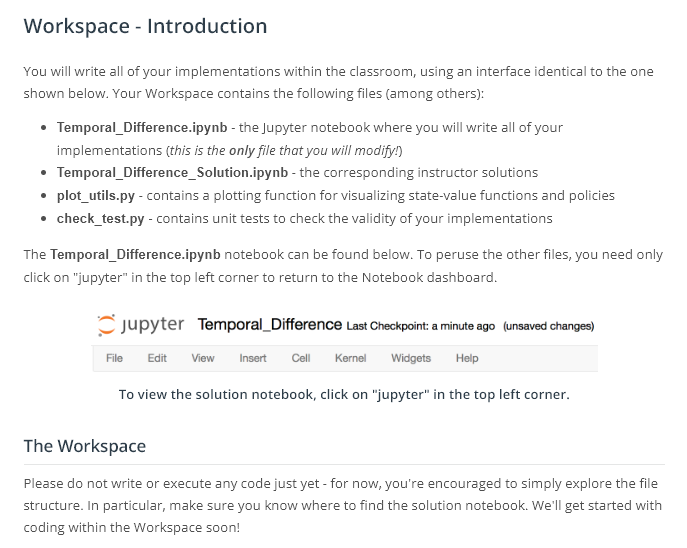 Workspace - Introduction
You will write all of your implementations within the classroom, using an interface identical to the one
shown below. Your Workspace contains the following files (among others):
• Temporal_Difference.ipynb - the Jupyter notebook where you will write all of your
implementations (this is the only file that you will modify!)
• Temporal_Difference_Solution.ipynb - the corresponding instructor solutions
• plot_utils.py - contains a plotting function for visualizing state-value functions and policies
• check_test.py - contains unit tests to check the validity of your implementations
The Temporal_Difference.ipynb notebook can be found below. To peruse the other files, you need only
click on "jupyter" in the top left corner to return to the Notebook dashboard.
jupyter Temporal_Difference Last Checkpoint: a minute ago (unsaved changes)
File Edit View Insert Cell Kernel Widgets Help
To view the solution notebook, click on "jupyter" in the top left corner.
The Workspace
Please do not write or execute any code just yet - for now, you're encouraged to simply explore the file
structure. In particular, make sure you know where to find the solution notebook. We'll get started with
coding within the Workspace soon!